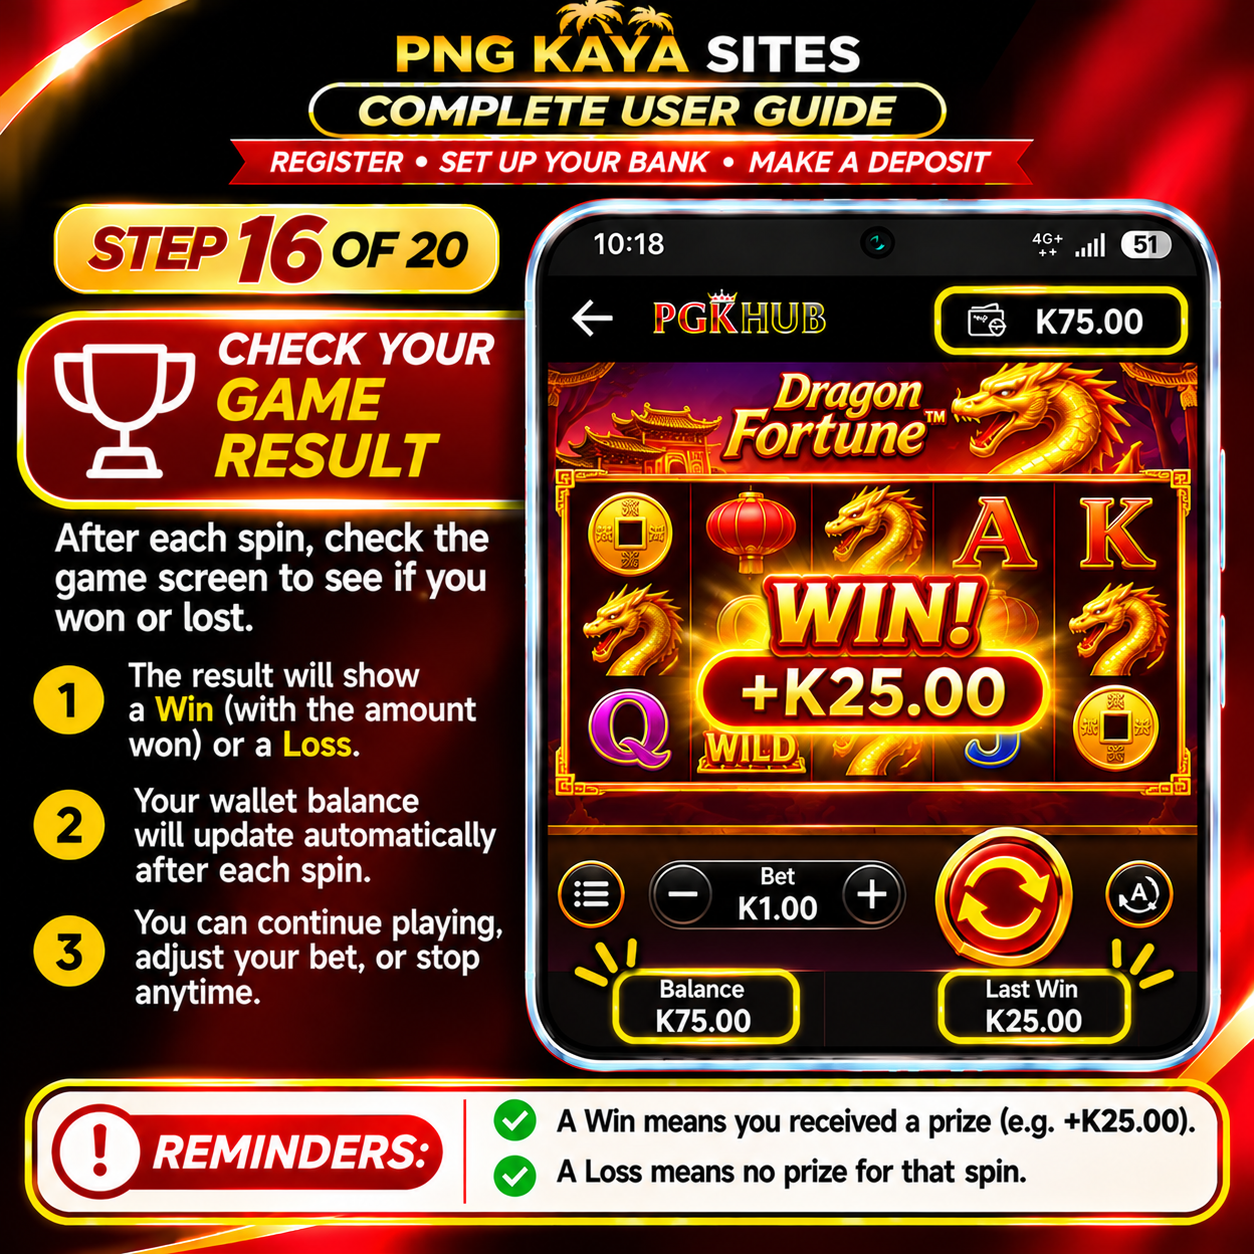 PNG KAYA SITES
COMPLETE USER GUIDE
REGISTER • SET UP YOUR BANK • MAKE A DEPOSIT
STEP 16 OF 20
CHECK YOUR
GAME
RESULT
After each spin, check the
game screen to see if you
won or lost.
1
The result will show
a Win (with the amount
won) or a Loss.
2
Your wallet balance
will update automatically
after each spin.
3
You can continue playing,
adjust your bet, or stop
anytime.
10:18
4G+
++
51
PGKHUB
K75.00
Dragon
Fortune™
A K
WIN!
+K25.00
Q
WILD
J
Bet
K1.00
A
Balance
K75.00
Last Win
K25.00
! REMINDERS:
A Win means you received a prize (e.g. +K25.00).
A Loss means no prize for that spin.